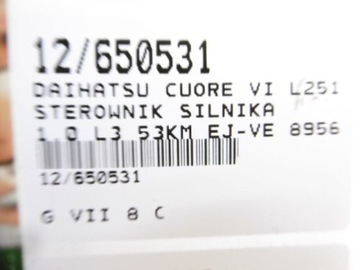 12/650531
DAIHATSU CUORE VI L251
STEROWNIK SILNIKA
1.0 L3 53KM EJ-VE 8956
12/650531
G VII 8 C